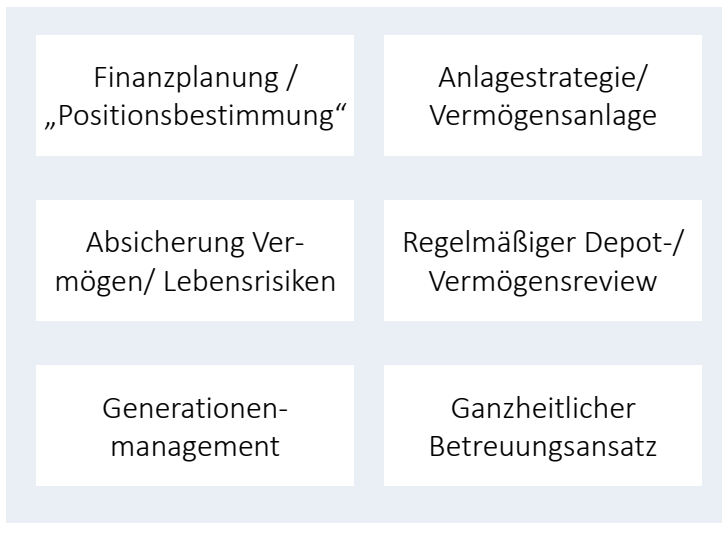 Finanzplanung /
„Positionsbestimmung“
Anlagestrategie/
Vermögensanlage
Absicherung Ver-
mögen/ Lebensrisiken
Regelmäßiger Depot-/
Vermögensreview
Generationen-
management
Ganzheitlicher
Betreuungsansatz